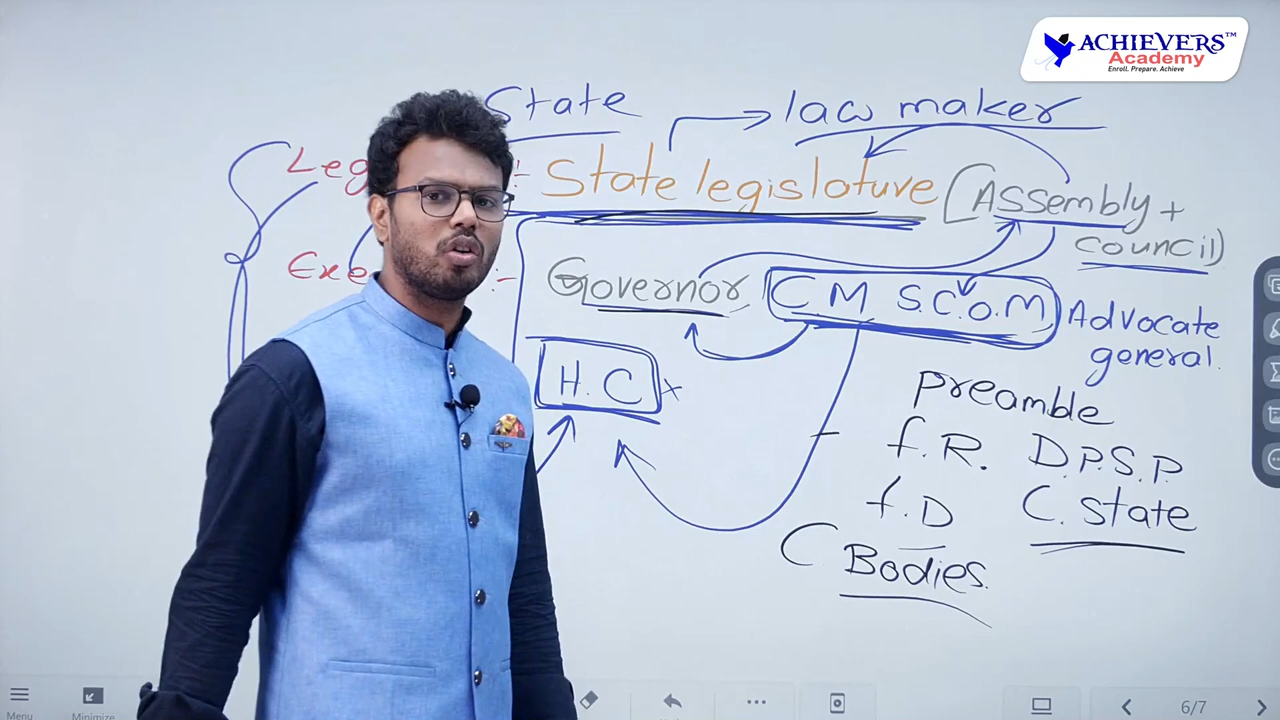 ACHIEVERS™
Academy
Enroll. Prepare. Achieve
State → law maker
Leg :- State legislature (Assembly +
council)
Exe :- Governor C M S.C.O.M Advocate
general.
H.C x
preamble
f.R. D.P.S.P
f.D C. State
C Bodies.
Menu
Minimize
6/7